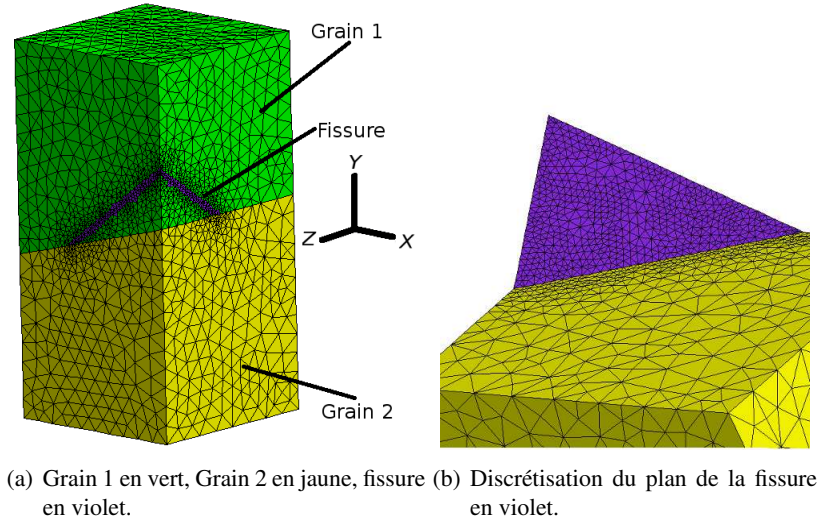 Grain 1
Fissure
Y
Z
X
Grain 2
(a) Grain 1 en vert, Grain 2 en jaune, fissure
en violet.
(b) Discrétisation du plan de la fissure
en violet.